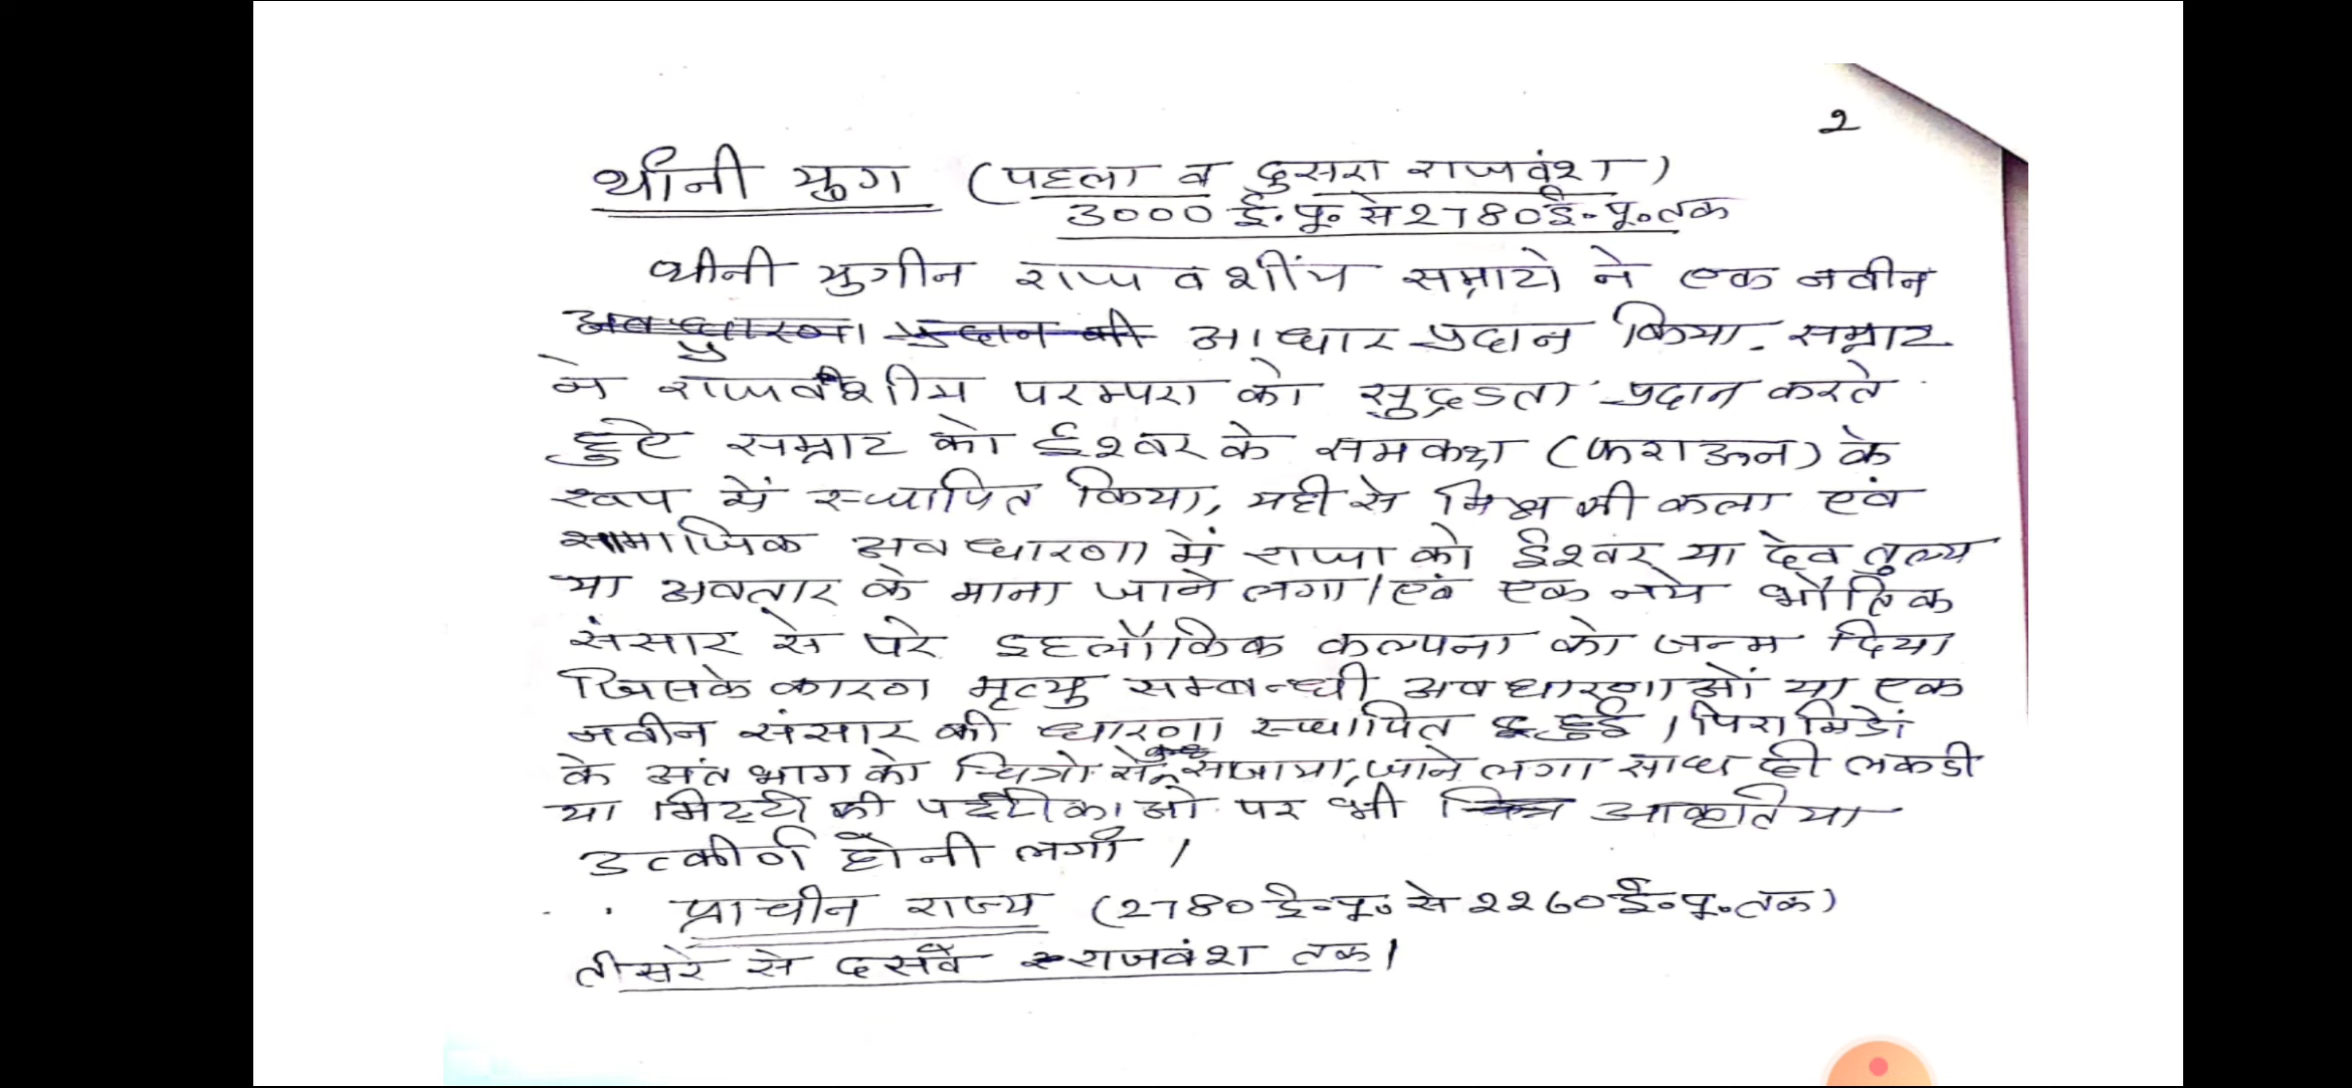 2
थीनी युग (पहला व दुसरा राजवंश)
3000 ई.पू. से 2780 ई.पू. तक
थीनी युगीन राजवशींय सम्राटो ने एक नवीन
आधार प्रदान किया. सम्राट
ने राजवंशीय परम्परा को सुद्रडता प्रदान करते
हुऐ सम्राट को ईश्वर के समकक्ष (फराऊन) के
रूप में स्थापित किया, यही से मिश्र की कला एवं
सामाजिक अवधारणा में राजा को ईश्वर या देव तुल्य
या अवतार के माना जाने लगा। एवं एक नये भौतिक
संसार से परे इहलौकिक कल्पना को जन्म दिया
जिसके कारण मृत्यु सम्बन्धी अवधारणाओं या एक
नवीन संसार की धारणा स्थापित हुई। पिरामिडों
के अंत भाग को चित्रो से सजाया जाने लगा साथ ही लकडी
या मिट्टी की पट्टीकाओ पर भी आकृतिया
उत्कीर्ण होनी लगी।
प्राचीन राज्य (2780 ई.पू. से 2260 ई.पू. तक)
तीसरे से दसवें राजवंश तक।